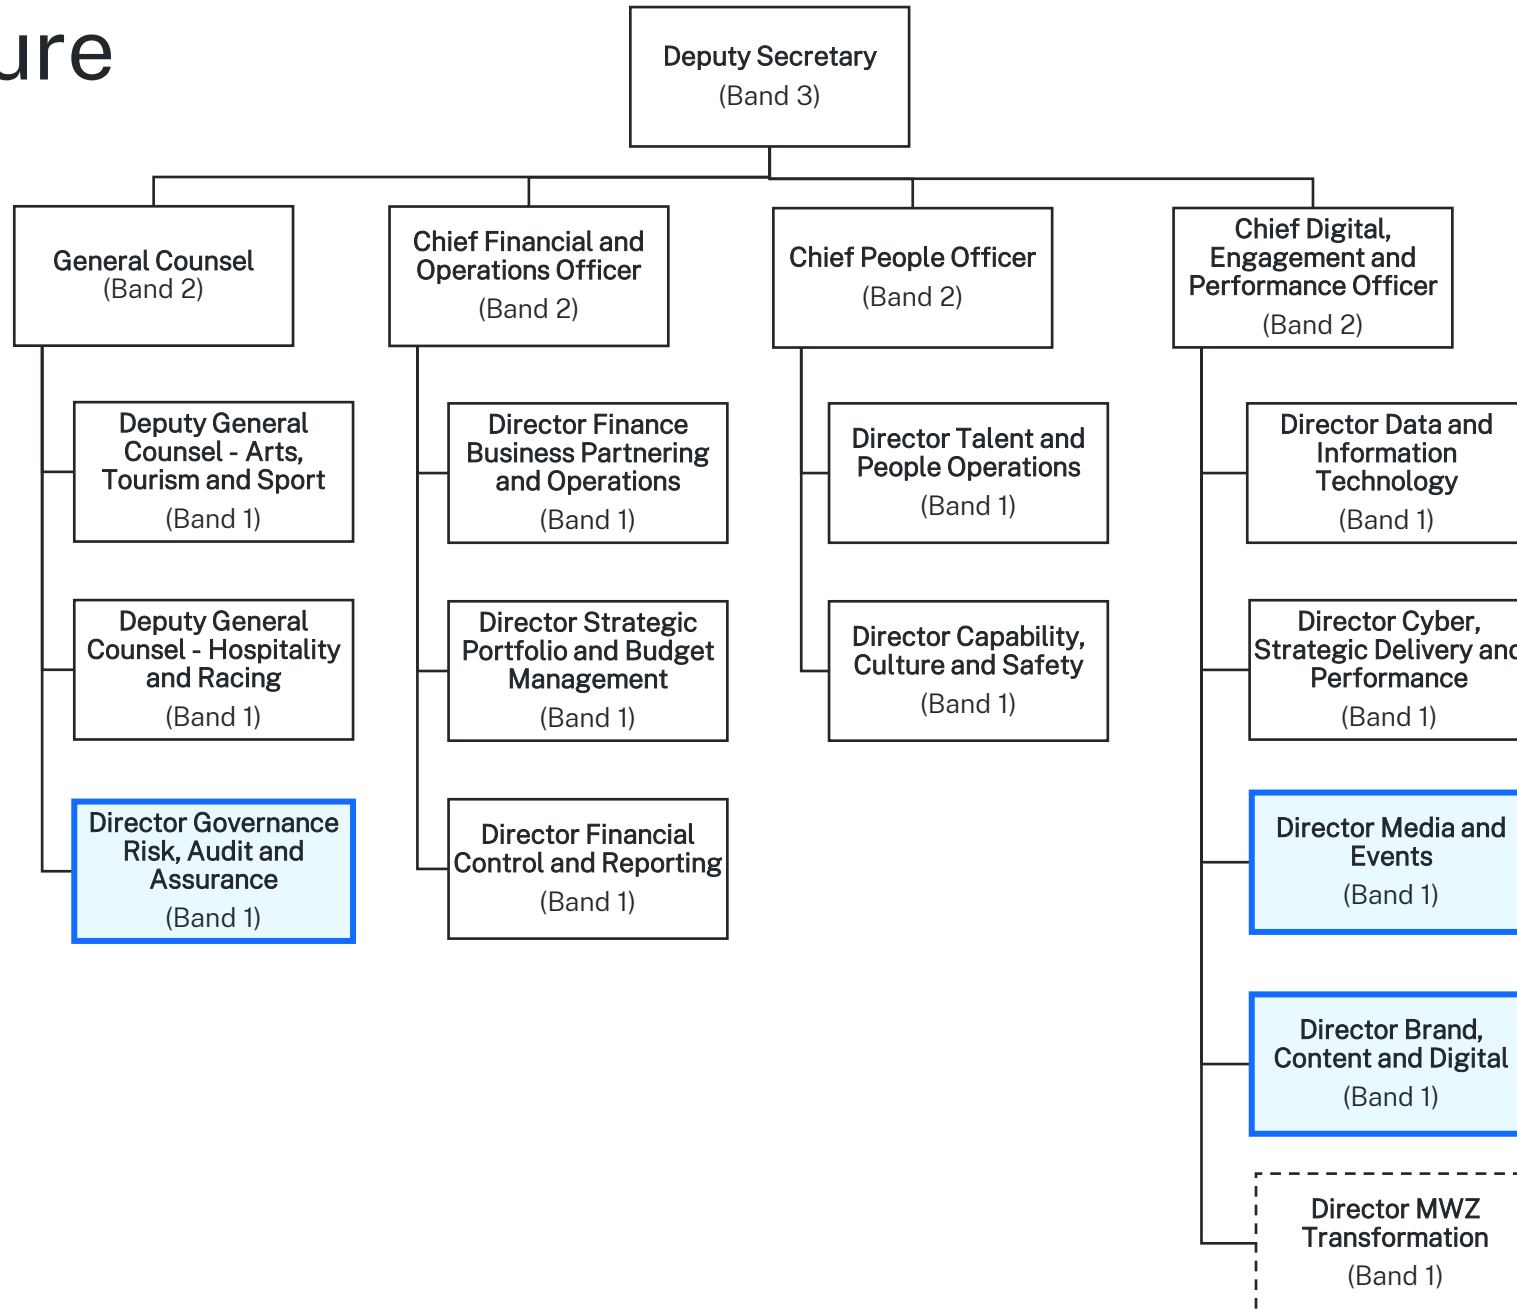 ure
Deputy Secretary
(Band 3)
General Counsel
(Band 2)
Chief Financial and
Operations Officer
(Band 2)
Chief People Officer
(Band 2)
Chief Digital,
Engagement and
Performance Officer
(Band 2)
Deputy General
Counsel - Arts,
Tourism and Sport
(Band 1)
Deputy General
Counsel - Hospitality
and Racing
(Band 1)
Director Governance
Risk, Audit and
Assurance
(Band 1)
Director Finance
Business Partnering
and Operations
(Band 1)
Director Strategic
Portfolio and Budget
Management
(Band 1)
Director Financial
Control and Reporting
(Band 1)
Director Talent and
People Operations
(Band 1)
Director Capability,
Culture and Safety
(Band 1)
Director Data and
Information
Technology
(Band 1)
Director Cyber,
Strategic Delivery and
Performance
(Band 1)
Director Media and
Events
(Band 1)
Director Brand,
Content and Digital
(Band 1)
Director MWZ
Transformation
(Band 1)